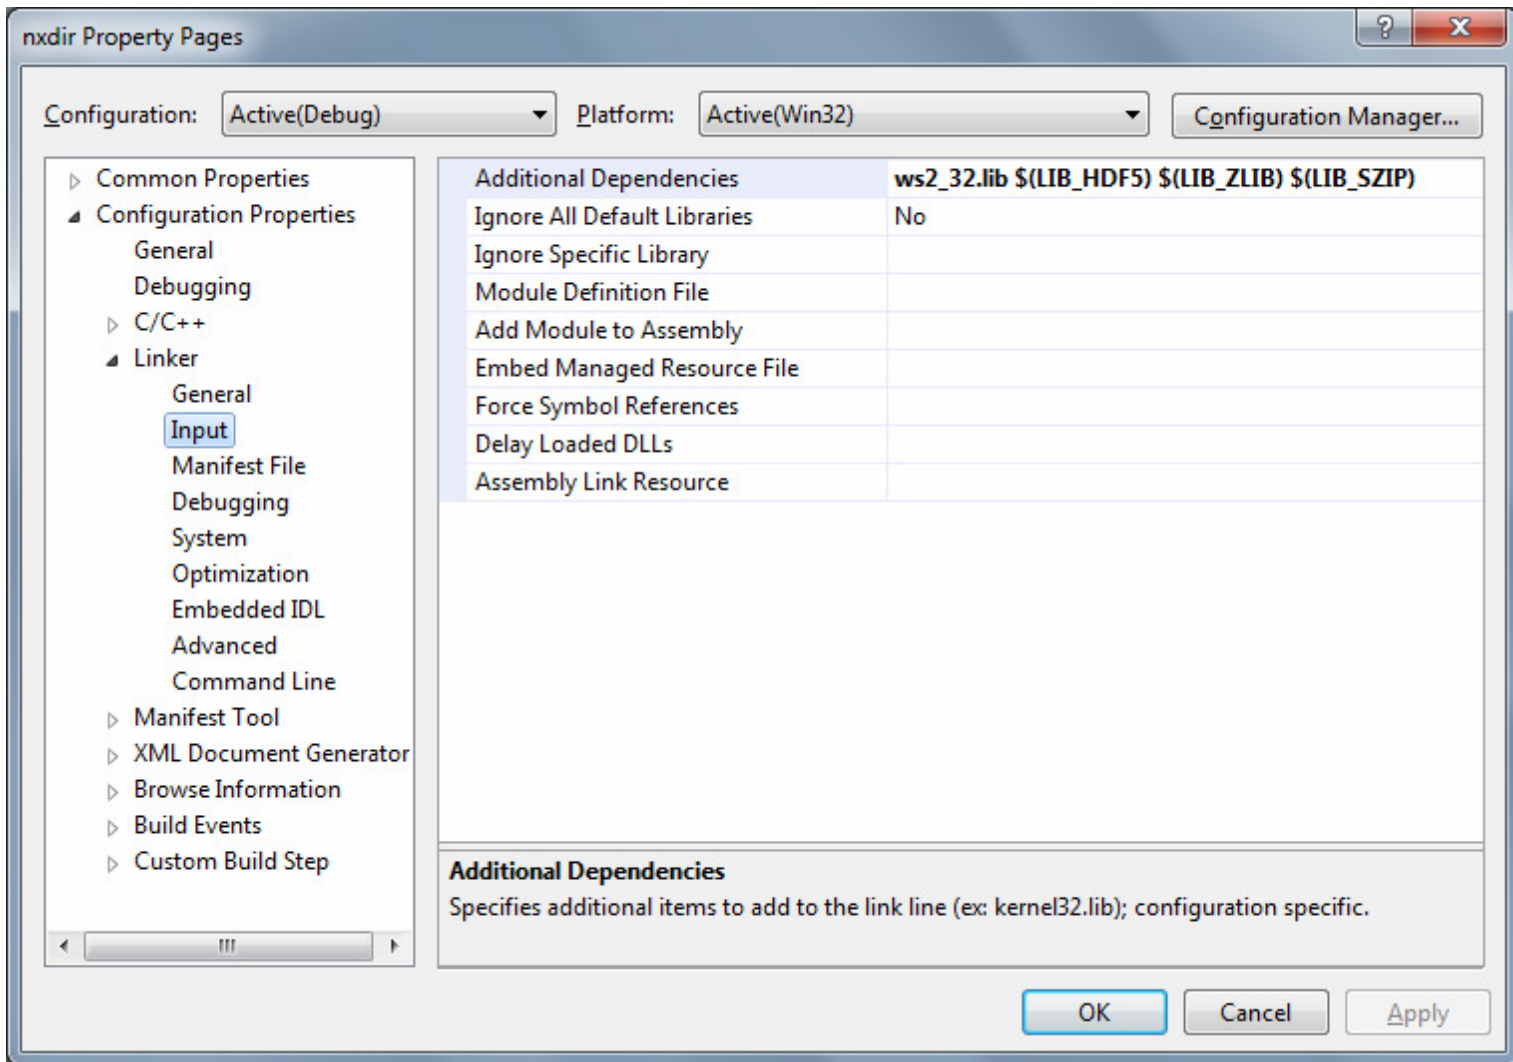 nxdir Property Pages
Configuration: Active(Debug) Platform: Active(Win32) Configuration Manager...
Common Properties
Configuration Properties
General
Debugging
C/C++
Linker
General
Input
Manifest File
Debugging
System
Optimization
Embedded IDL
Advanced
Command Line
Manifest Tool
XML Document Generator
Browse Information
Build Events
Custom Build Step
Additional Dependencies ws2_32.lib $(LIB_HDF5) $(LIB_ZLIB) $(LIB_SZIP)
Ignore All Default Libraries No
Ignore Specific Library
Module Definition File
Add Module to Assembly
Embed Managed Resource File
Force Symbol References
Delay Loaded DLLs
Assembly Link Resource
Additional Dependencies
Specifies additional items to add to the link line (ex: kernel32.lib); configuration specific.
OK Cancel Apply